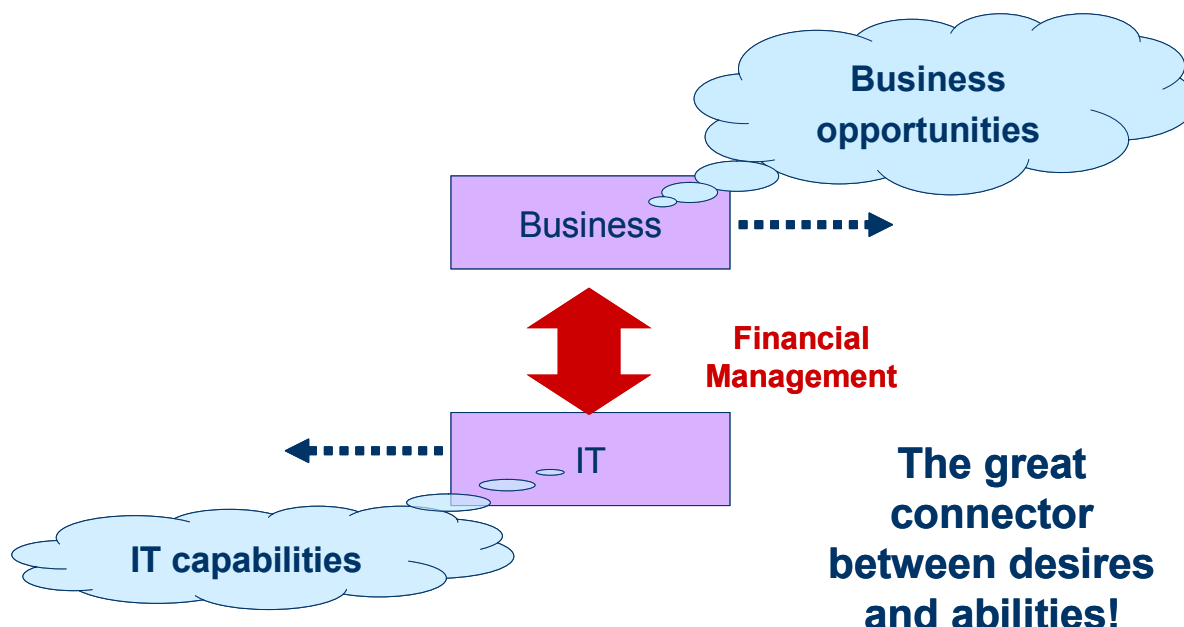 Business
opportunities
Business
Financial
Management
IT
IT capabilities
The great
connector
between desires
and abilities!